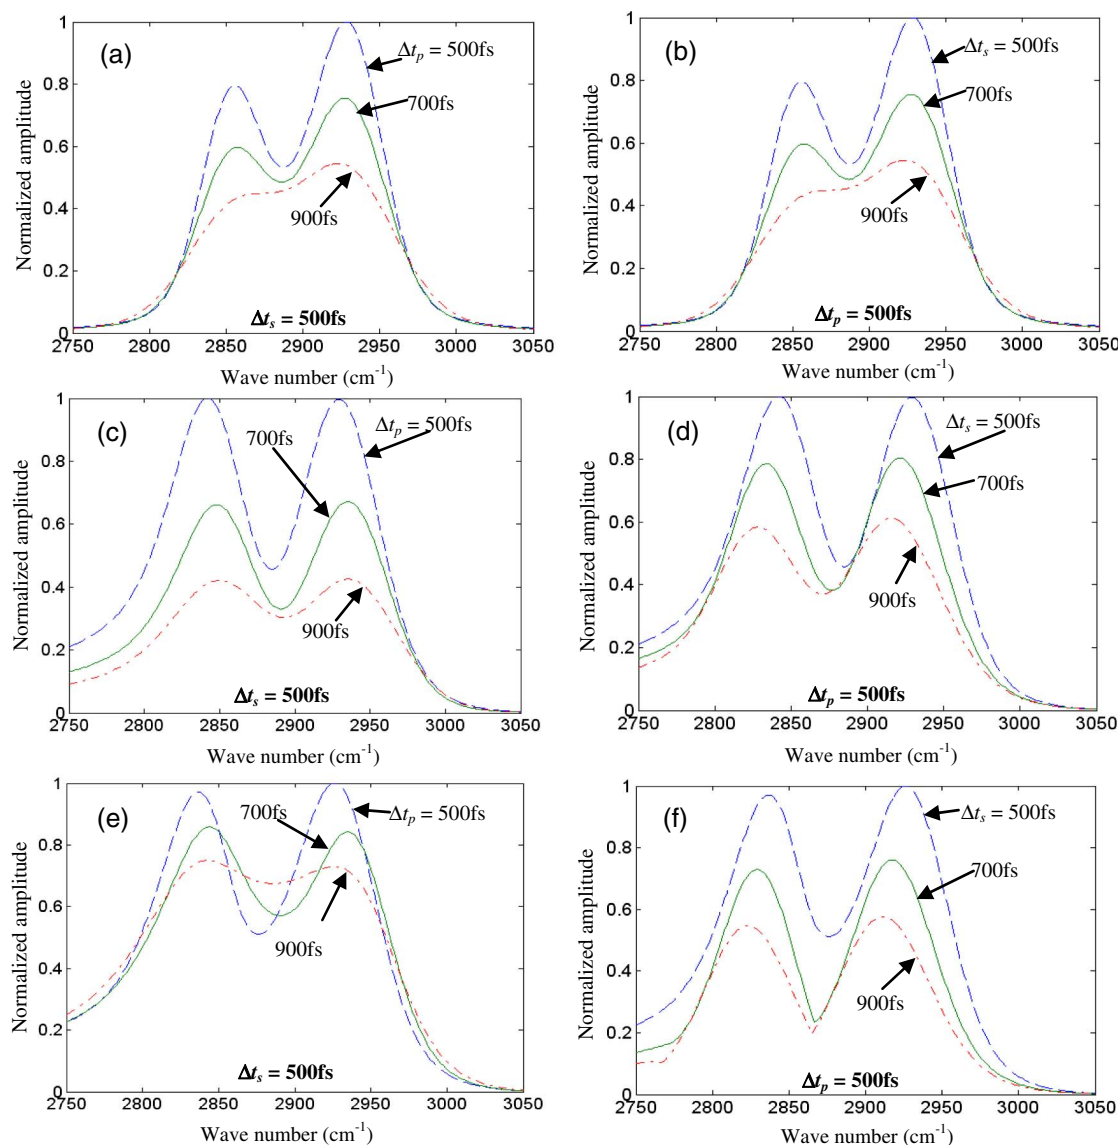 (a)
Δtp = 500fs
700fs
900fs
Δts = 500fs
Normalized amplitude
1
0.8
0.6
0.4
0.2
0
2750 2800 2850 2900 2950 3000 3050
Wave number (cm-1)
(b)
Δts = 500fs
700fs
900fs
Δtp = 500fs
Normalized amplitude
1
0.8
0.6
0.4
0.2
0
2750 2800 2850 2900 2950 3000 3050
Wave number (cm-1)
(c)
Δtp = 500fs
700fs
900fs
Δts = 500fs
Normalized amplitude
1
0.8
0.6
0.4
0.2
0
2750 2800 2850 2900 2950 3000 3050
Wave number (cm-1)
(d)
Δts = 500fs
700fs
900fs
Δtp = 500fs
Normalized amplitude
1
0.8
0.6
0.4
0.2
0
2750 2800 2850 2900 2950 3000 3050
Wave number (cm-1)
(e)
700fs
Δtp = 500fs
900fs
Δts = 500fs
Normalized amplitude
1
0.8
0.6
0.4
0.2
0
2750 2800 2850 2900 2950 3000 3050
Wave number (cm-1)
(f)
Δts = 500fs
700fs
900fs
Δtp = 500fs
Normalized amplitude
1
0.8
0.6
0.4
0.2
0
2750 2800 2850 2900 2950 3000 3050
Wave number (cm-1)